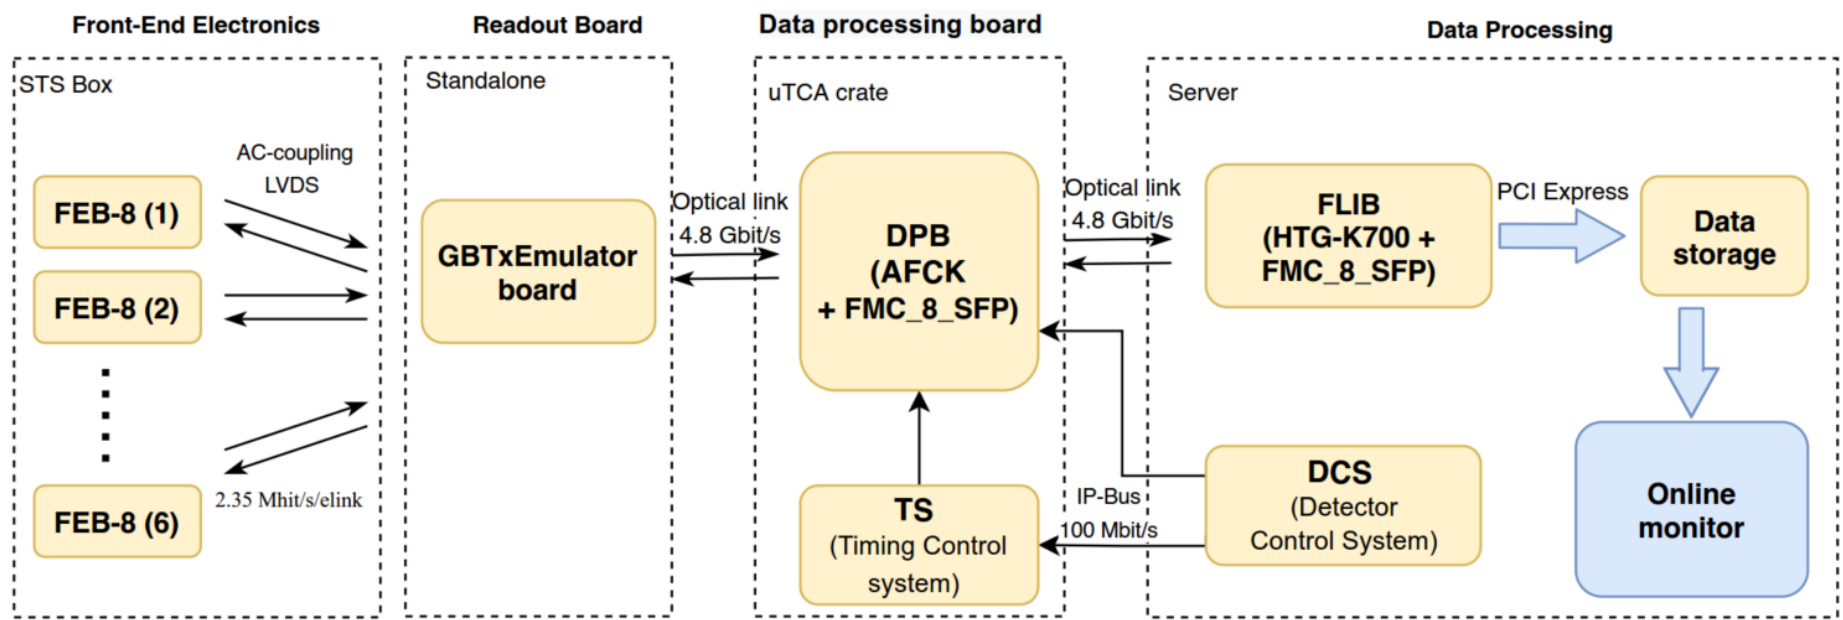 Front-End Electronics
STS Box
AC-coupling
LVDS
FEB-8 (1)
FEB-8 (2)
FEB-8 (6)
2.35 Mhit/s/elink
Readout Board
Standalone
GBTxEmulator
board
Optical link
4.8 Gbit/s
Data processing board
uTCA crate
DPB
(AFCK
+ FMC_8_SFP)
TS
(Timing Control
system)
Optical link
4.8 Gbit/s
IP-Bus
100 Mbit/s
Data Processing
Server
FLIB
(HTG-K700 +
FMC_8_SFP)
PCI Express
Data
storage
DCS
(Detector
Control System)
Online
monitor